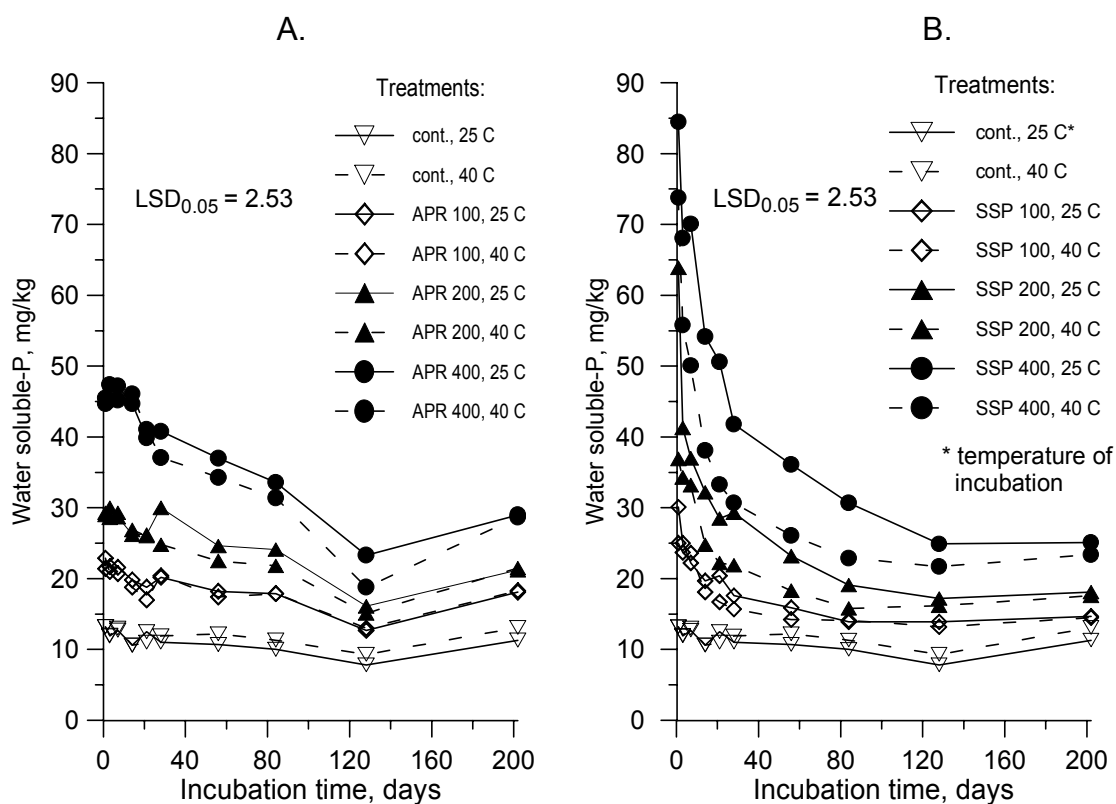 A.
Treatments:
cont., 25 C
cont., 40 C
APR 100, 25 C
APR 100, 40 C
APR 200, 25 C
APR 200, 40 C
APR 400, 25 C
APR 400, 40 C
LSD0.05 = 2.53
Water soluble-P, mg/kg
90
80
70
60
50
40
30
20
10
0
0 40 80 120 160 200
Incubation time, days
B.
Treatments:
cont., 25 C*
cont., 40 C
SSP 100, 25 C
SSP 100, 40 C
SSP 200, 25 C
SSP 200, 40 C
SSP 400, 25 C
SSP 400, 40 C
* temperature of
incubation
LSD0.05 = 2.53
Water soluble-P, mg/kg
90
80
70
60
50
40
30
20
10
0
0 40 80 120 160 200
Incubation time, days